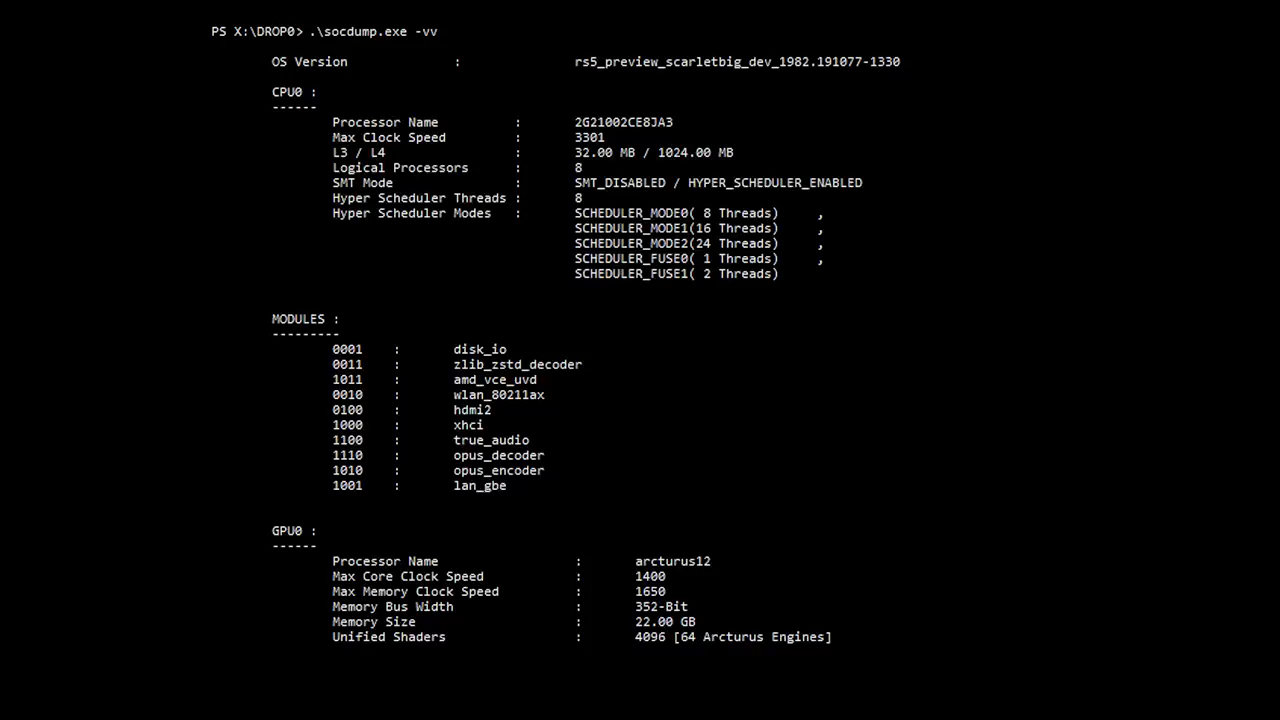 PS X:\DROP0> .\socdump.exe -vv
OS Version : rs5_preview_scarletbig_dev_1982.191077-1330
CPU0 :
------
Processor Name : 2G21002CE8JA3
Max Clock Speed : 3301
L3 / L4 : 32.00 MB / 1024.00 MB
Logical Processors : 8
SMT Mode : SMT_DISABLED / HYPER_SCHEDULER_ENABLED
Hyper Scheduler Threads : 8
Hyper Scheduler Modes : SCHEDULER_MODE0( 8 Threads) ,
SCHEDULER_MODE1(16 Threads) ,
SCHEDULER_MODE2(24 Threads) ,
SCHEDULER_FUSE0( 1 Threads) ,
SCHEDULER_FUSE1( 2 Threads)
MODULES :
---------
0001 : disk_io
0011 : zlib_zstd_decoder
1011 : amd_vce_uvd
0010 : wlan_80211ax
0100 : hdmi2
1000 : xhci
1100 : true_audio
1110 : opus_decoder
1010 : opus_encoder
1001 : lan_gbe
GPU0 :
------
Processor Name : arcturus12
Max Core Clock Speed : 1400
Max Memory Clock Speed : 1650
Memory Bus Width : 352-Bit
Memory Size : 22.00 GB
Unified Shaders : 4096 [64 Arcturus Engines]